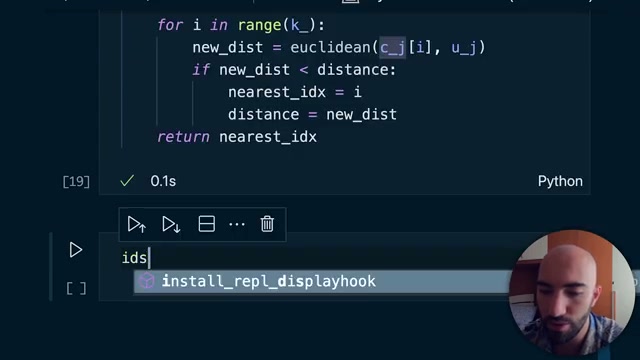 for i in range(k_):
new_dist = euclidean(c_j[i], u_j)
if new_dist < distance:
nearest_idx = i
distance = new_dist
return nearest_idx
[19] 0.1s Python
ids
[ ] install_repl_displayhook